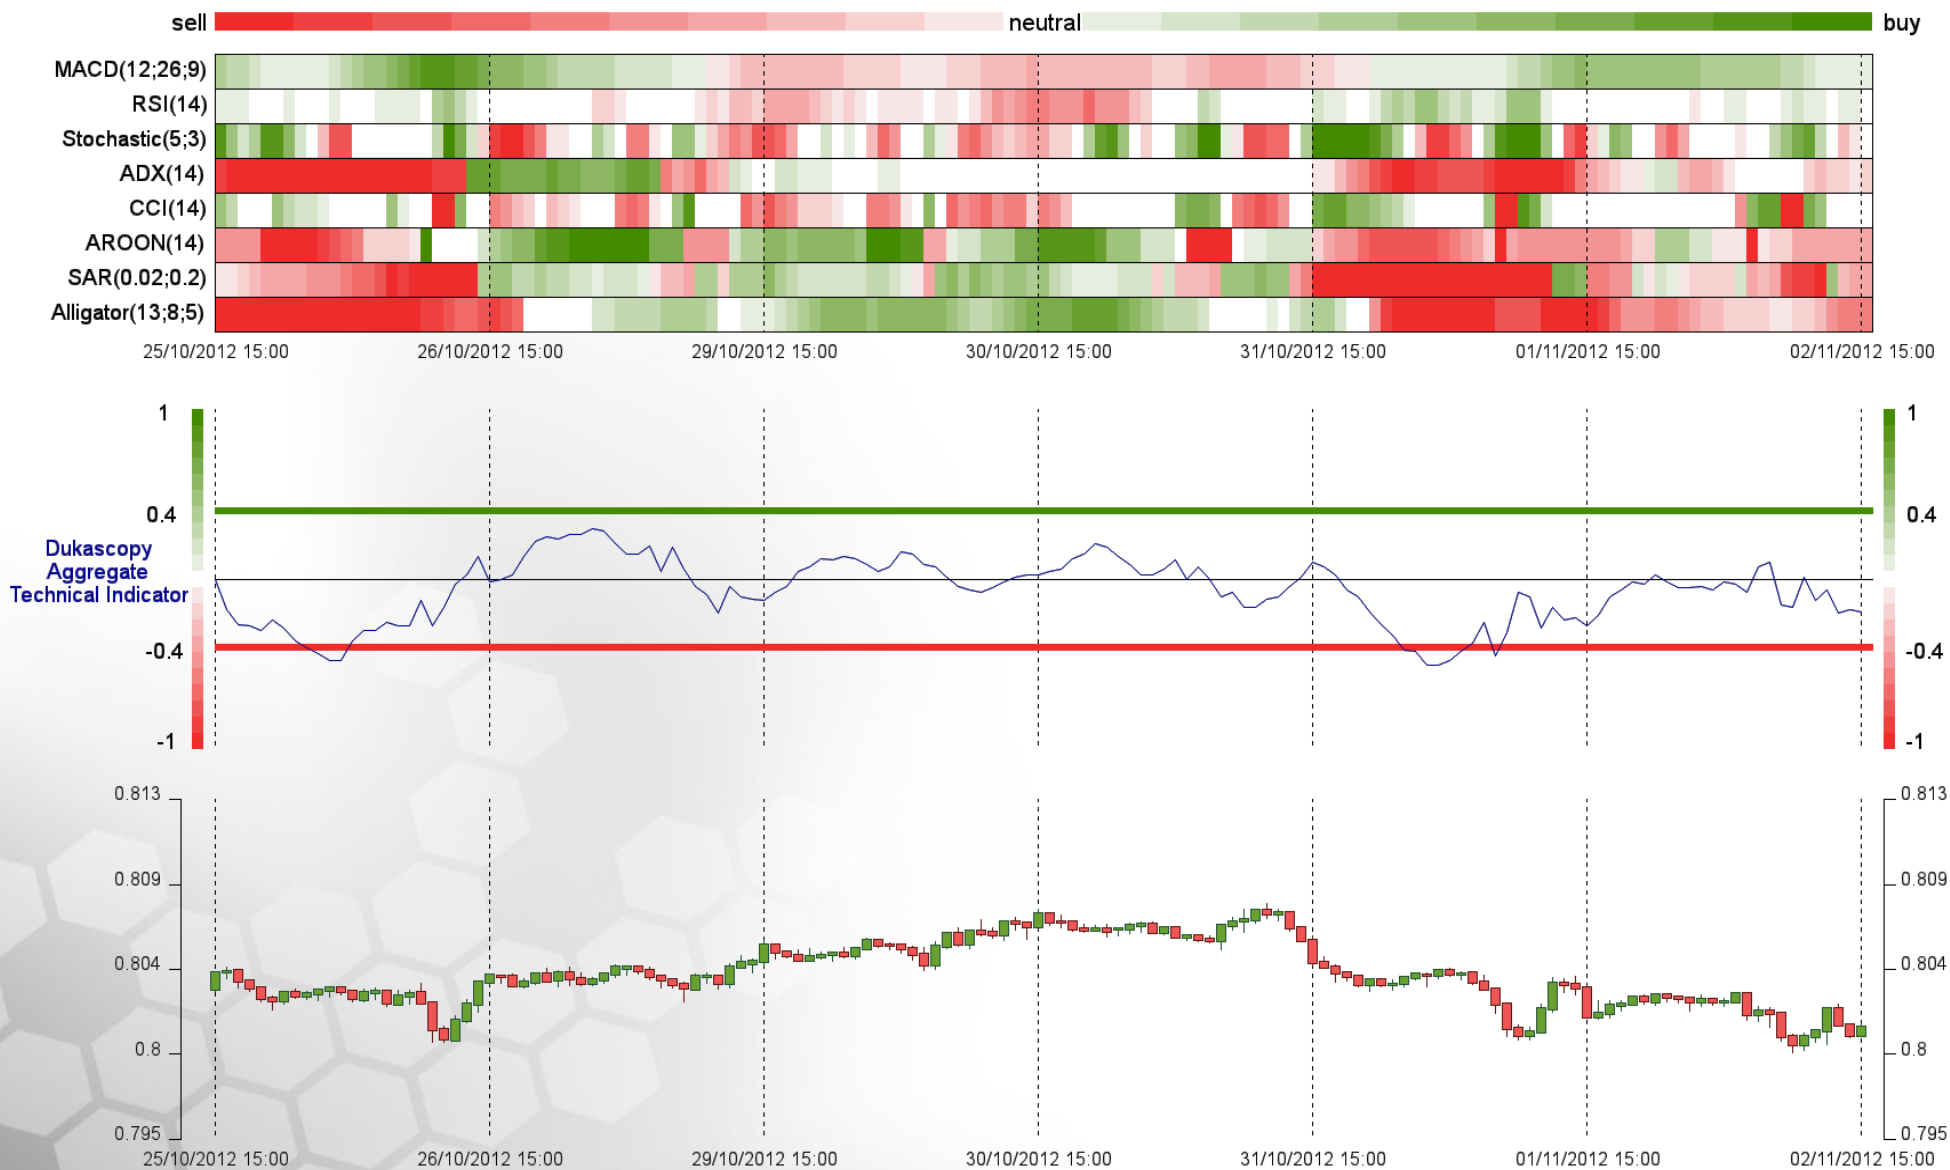 sell neutral buy
MACD(12;26;9)
RSI(14)
Stochastic(5;3)
ADX(14)
CCI(14)
AROON(14)
SAR(0.02;0.2)
Alligator(13;8;5)
25/10/2012 15:00 26/10/2012 15:00 29/10/2012 15:00 30/10/2012 15:00 31/10/2012 15:00 01/11/2012 15:00 02/11/2012 15:00
1 1
0.4 0.4
Dukascopy
Aggregate
Technical Indicator
-0.4 -0.4
-1 -1
0.813 0.813
0.809 0.809
0.804 0.804
0.8 0.8
0.795 0.795
25/10/2012 15:00 26/10/2012 15:00 29/10/2012 15:00 30/10/2012 15:00 31/10/2012 15:00 01/11/2012 15:00 02/11/2012 15:00